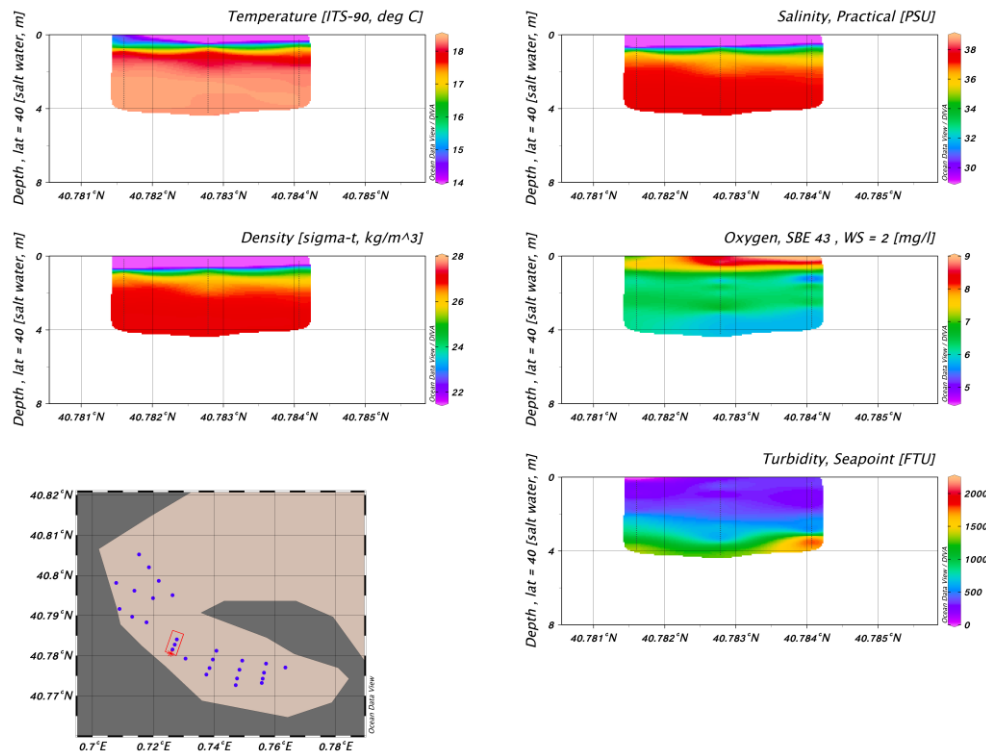 Temperature [ITS-90, deg C]
Depth , lat = 40 [salt water, m]
0
4
8
40.781°N 40.782°N 40.783°N 40.784°N 40.785°N
18
17
16
15
14
Ocean Data View / DIVA
Salinity, Practical [PSU]
Depth , lat = 40 [salt water, m]
0
4
8
40.781°N 40.782°N 40.783°N 40.784°N 40.785°N
38
36
34
32
30
Ocean Data View / DIVA
Density [sigma-t, kg/m^3]
Depth , lat = 40 [salt water, m]
0
4
8
40.781°N 40.782°N 40.783°N 40.784°N 40.785°N
28
26
24
22
Ocean Data View / DIVA
Oxygen, SBE 43 , WS = 2 [mg/l]
Depth , lat = 40 [salt water, m]
0
4
8
40.781°N 40.782°N 40.783°N 40.784°N 40.785°N
9
8
7
6
5
Ocean Data View / DIVA
40.82°N
40.81°N
40.8°N
40.79°N
40.78°N
40.77°N
0.7°E 0.72°E 0.74°E 0.76°E 0.78°E
Ocean Data View
Turbidity, Seapoint [FTU]
Depth , lat = 40 [salt water, m]
0
4
8
40.781°N 40.782°N 40.783°N 40.784°N 40.785°N
2000
1500
1000
500
0
Ocean Data View / DIVA